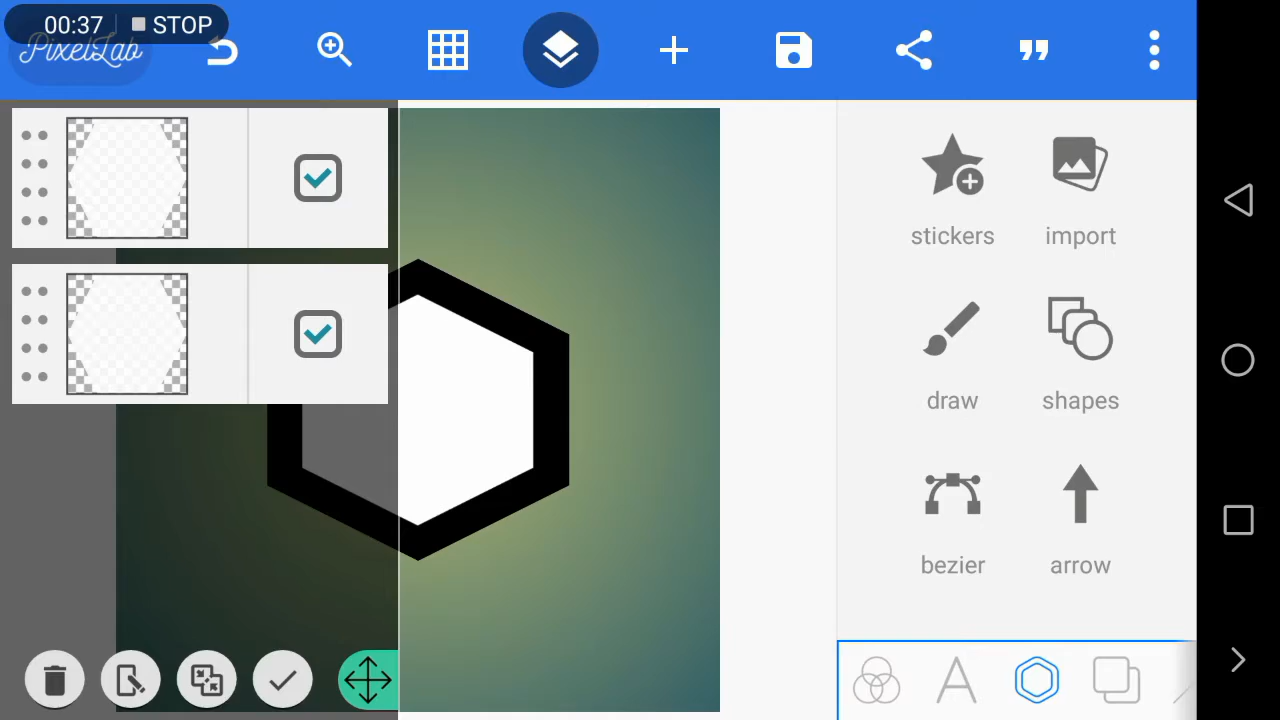 00:37 STOP
PixelLab
stickers import
draw shapes
bezier arrow